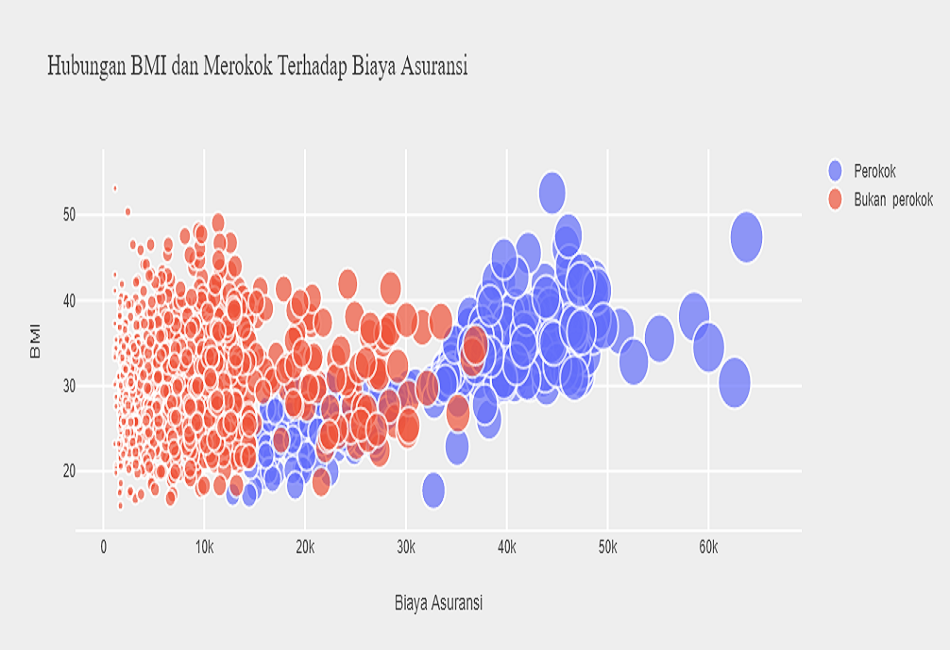 Hubungan BMI dan Merokok Terhadap Biaya Asuransi
Perokok
Bukan perokok
50
40
30
20
BMI
0 10k 20k 30k 40k 50k 60k
Biaya Asuransi